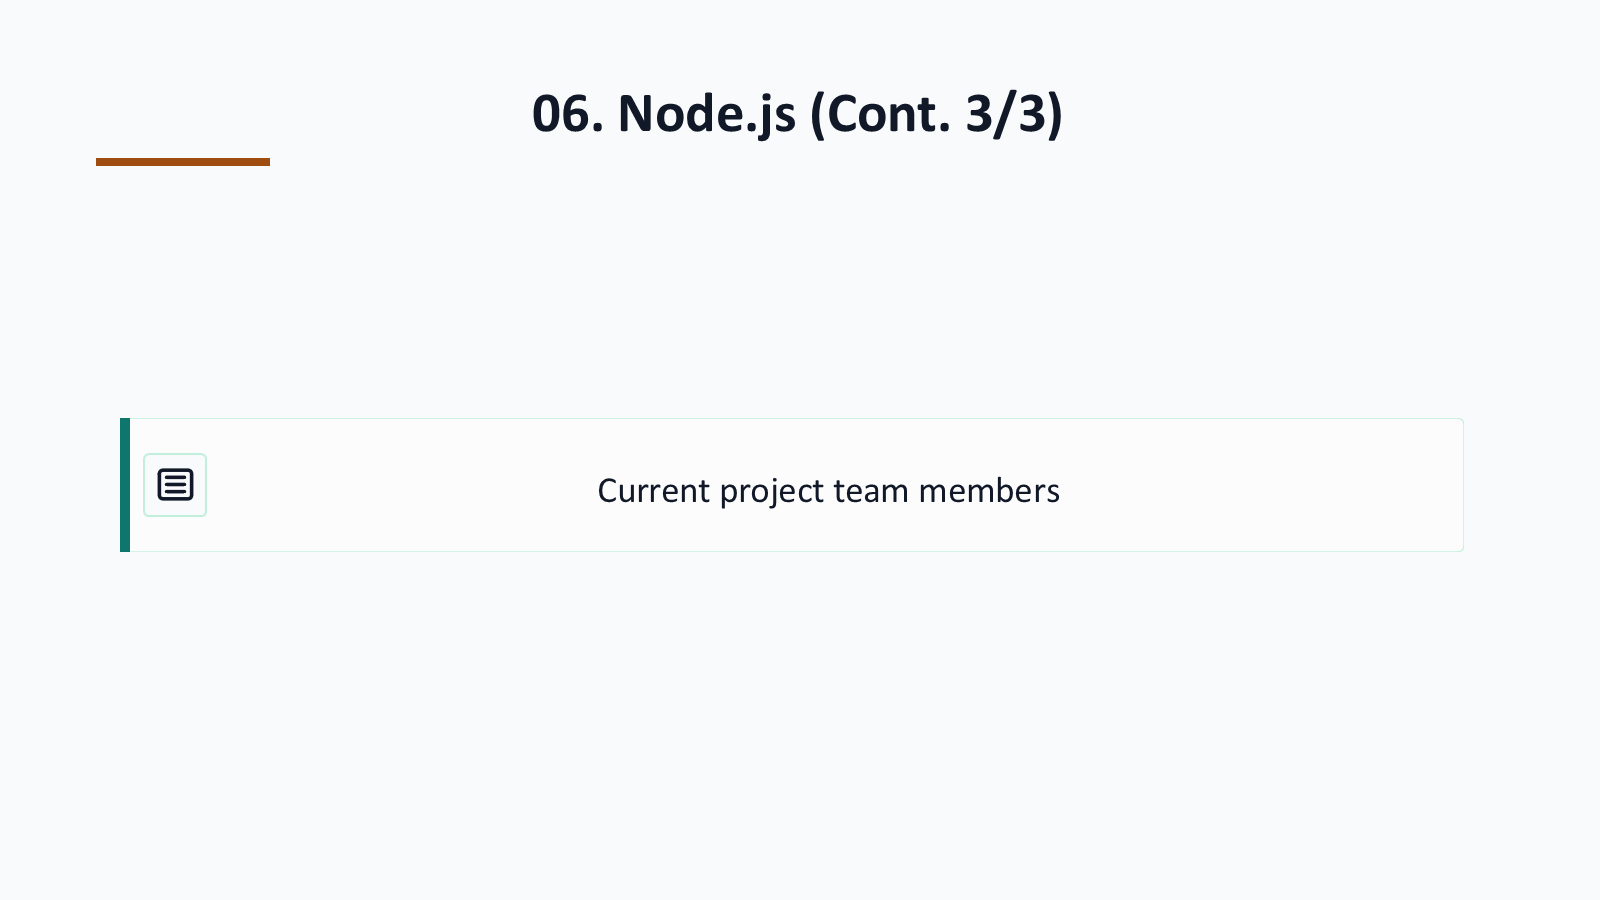 06. Node.js (Cont. 3/3)
Current project team members